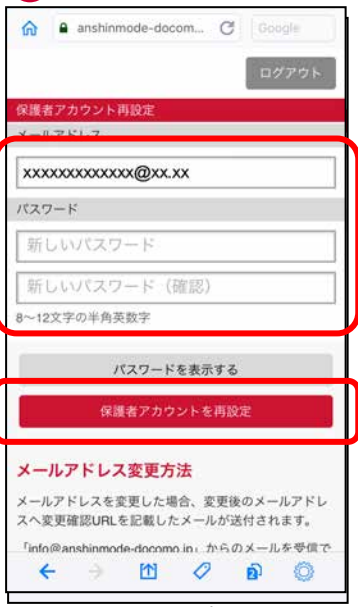 anshinmode-docom...
Google
ログアウト
保護者アカウント再設定
メールアドレス
xxxxxxxxxxxxx@xx.xx
パスワード
新しいパスワード
新しいパスワード（確認）
8～12文字の半角英数字
パスワードを表示する
保護者アカウントを再設定
メールアドレス変更方法
メールアドレスを変更した場合、変更後のメールアドレ
スへ変更確認URLを記載したメールが送付されます。
「info@anshinmode-docomo.jp」からのメールを受信で
2